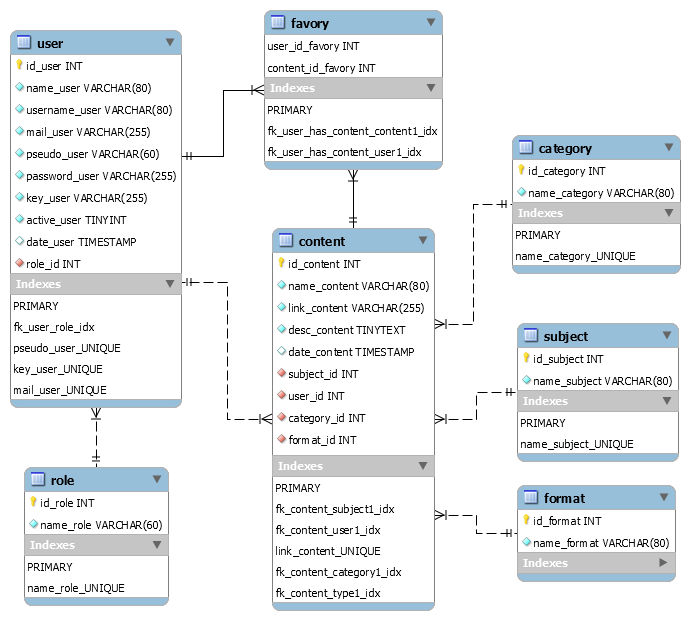 user
id_user INT
name_user VARCHAR(80)
username_user VARCHAR(80)
mail_user VARCHAR(255)
pseudo_user VARCHAR(60)
password_user VARCHAR(255)
key_user VARCHAR(255)
active_user TINYINT
date_user TIMESTAMP
role_id INT
Indexes
PRIMARY
fk_user_role_idx
pseudo_user_UNIQUE
key_user_UNIQUE
mail_user_UNIQUE
role
id_role INT
name_role VARCHAR(60)
Indexes
PRIMARY
name_role_UNIQUE
favory
user_id_favory INT
content_id_favory INT
Indexes
PRIMARY
fk_user_has_content_content1_idx
fk_user_has_content_user1_idx
content
id_content INT
name_content VARCHAR(80)
link_content VARCHAR(255)
desc_content TINYTEXT
date_content TIMESTAMP
subject_id INT
user_id INT
category_id INT
format_id INT
Indexes
PRIMARY
fk_content_subject1_idx
fk_content_user1_idx
link_content_UNIQUE
fk_content_category1_idx
fk_content_type1_idx
category
id_category INT
name_category VARCHAR(80)
Indexes
PRIMARY
name_category_UNIQUE
subject
id_subject INT
name_subject VARCHAR(80)
Indexes
PRIMARY
name_subject_UNIQUE
format
id_format INT
name_format VARCHAR(80)
Indexes